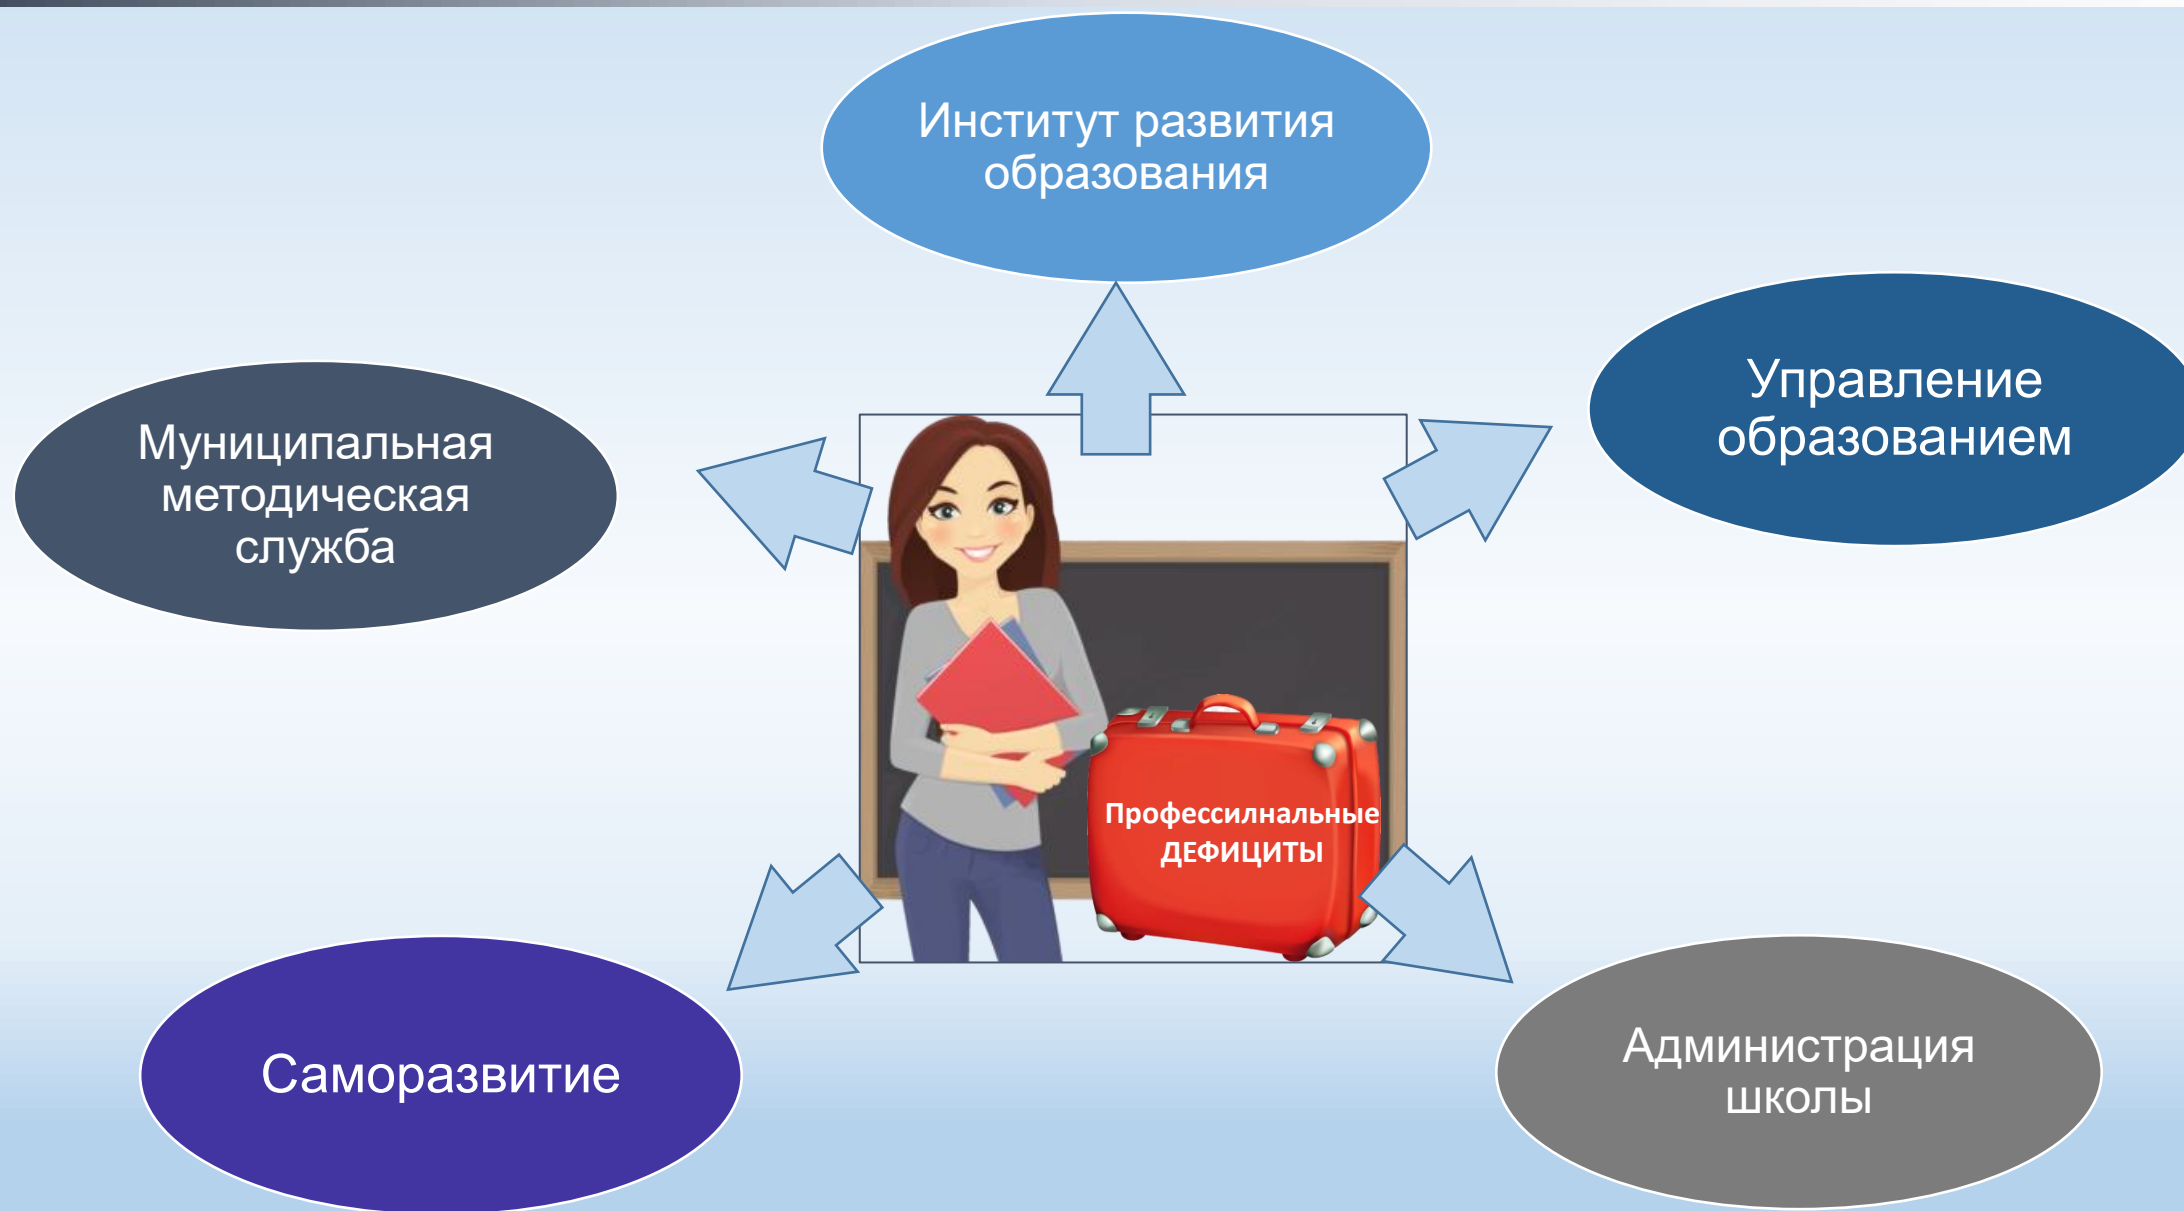 Институт развития
образования
Управление
образованием
Муниципальная
методическая
служба
Профессилнальные
ДЕФИЦИТЫ
Саморазвитие
Администрация
школы